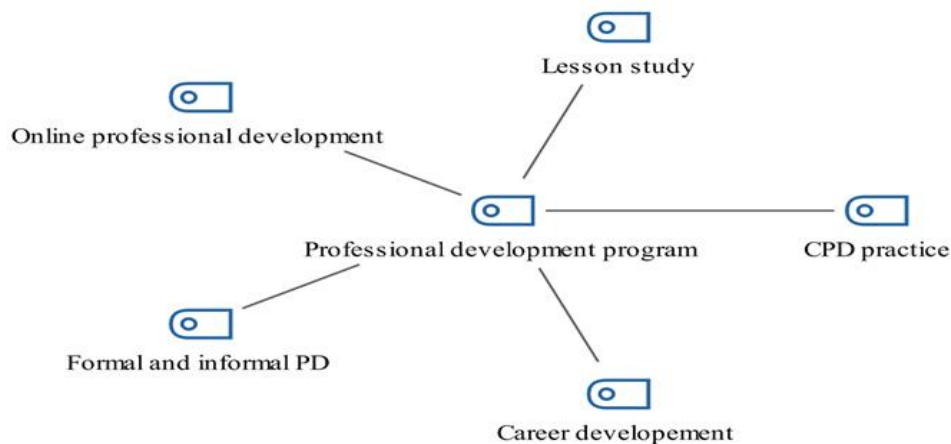 Lesson study
Online professional development
Professional development program
CPD practice
Formal and informal PD
Career developement